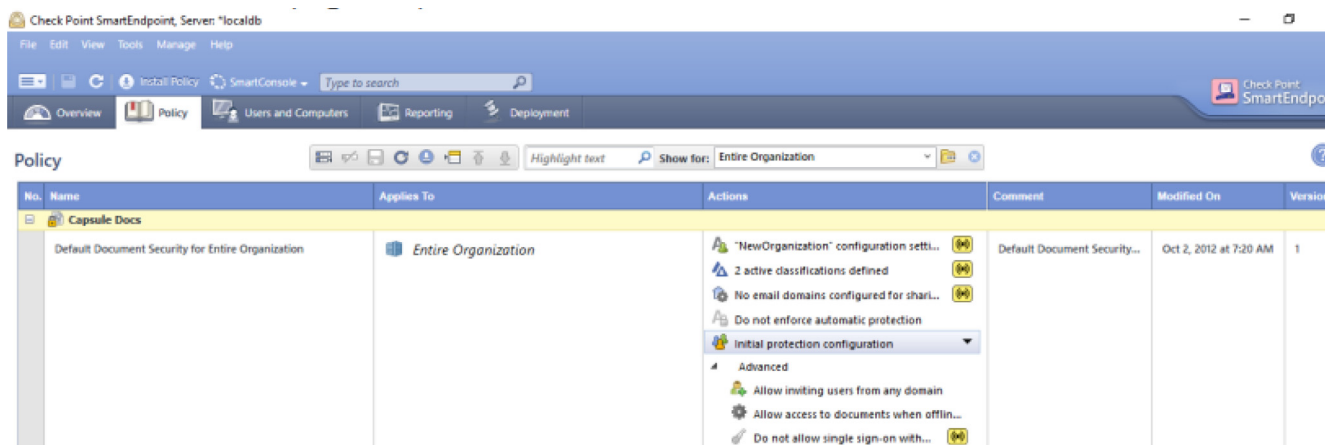 Check Point SmartEndpoint, Server: *localdb
File Edit View Tools Manage Help
Install Policy SmartConsole Type to search
Check Point
SmartEndpo
Overview Policy Users and Computers Reporting Deployment
Policy Highlight text Show for: Entire Organization
No. Name Applies To Actions Comment Modified On Version
Capsule Docs
Default Document Security for Entire Organization Entire Organization "NewOrganization" configuration setti... Default Document Security... Oct 2, 2012 at 7:20 AM 1
2 active classifications defined
No email domains configured for shari...
Do not enforce automatic protection
Initial protection configuration
Advanced
Allow inviting users from any domain
Allow access to documents when offlin...
Do not allow single sign-on with...